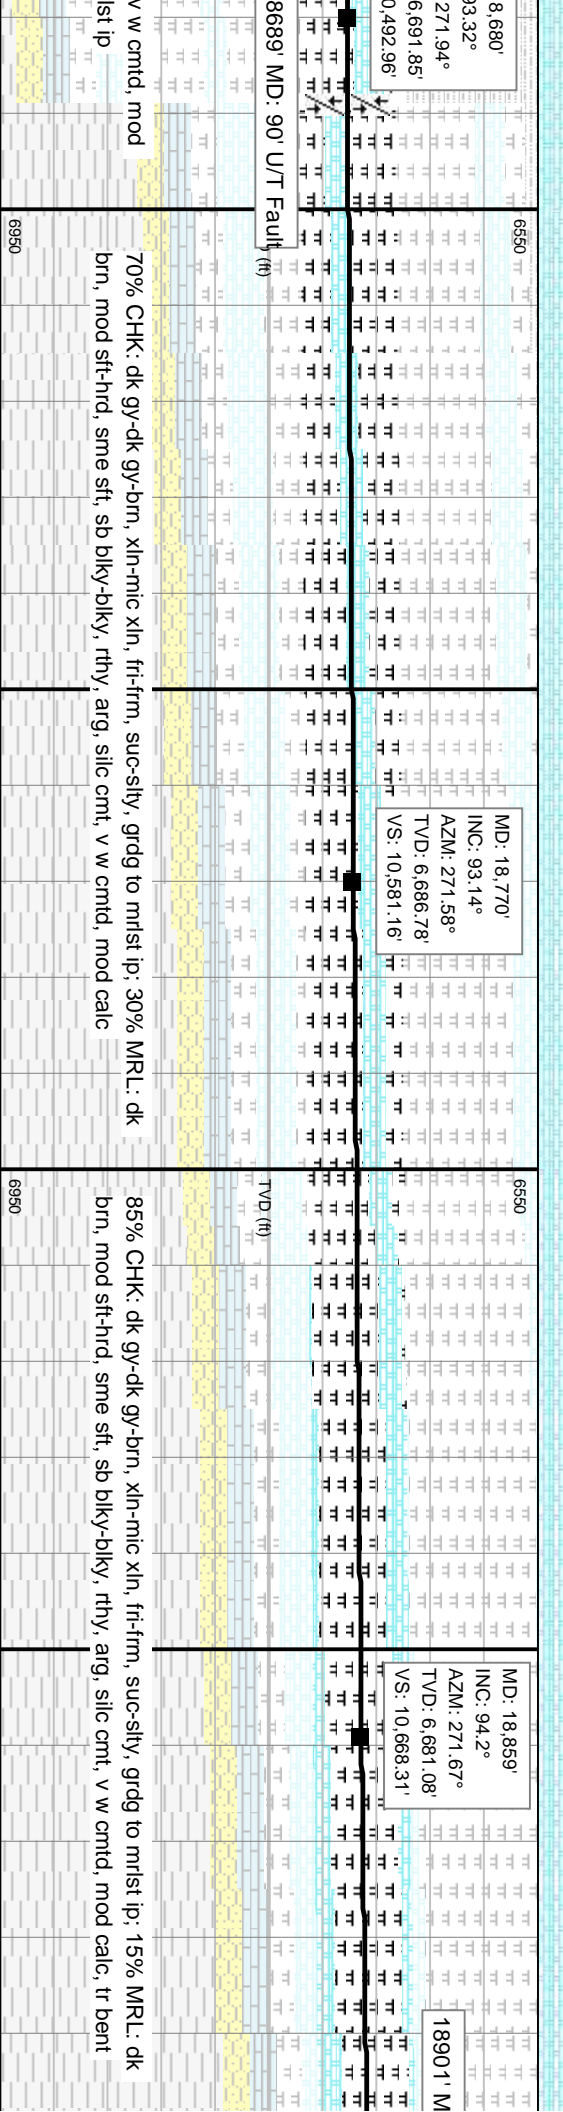 8,680'
93.32°
271.94°
6,691.85'
0,492.96'
v w cmtd, mod
lst ip
8689' MD: 90' U/T Fault
(ft)
6550
6950
70% CHK: dk gy-dk gy-brn, xln-mic xln, fri-frm, suc-slty, grdg to mrlst ip; 30% MRL: dk
brn, mod sft-hrd, sme sft, sb blky-blky, rthy, arg, silc cmt, v w cmtd, mod calc
MD: 18,770'
INC: 93.14°
AZM: 271.58°
TVD: 6,686.78'
VS: 10,581.16'
6550
TVD (ft)
6950
85% CHK: dk gy-dk gy-brn, xln-mic xln, fri-frm, suc-slty, grdg to mrlst ip; 15% MRL: dk
brn, mod sft-hrd, sme sft, sb blky-blky, rthy, arg, silc cmt, v w cmtd, mod calc, tr bent
MD: 18,859'
INC: 94.2°
AZM: 271.67°
TVD: 6,681.08'
VS: 10,668.31'
18901' M